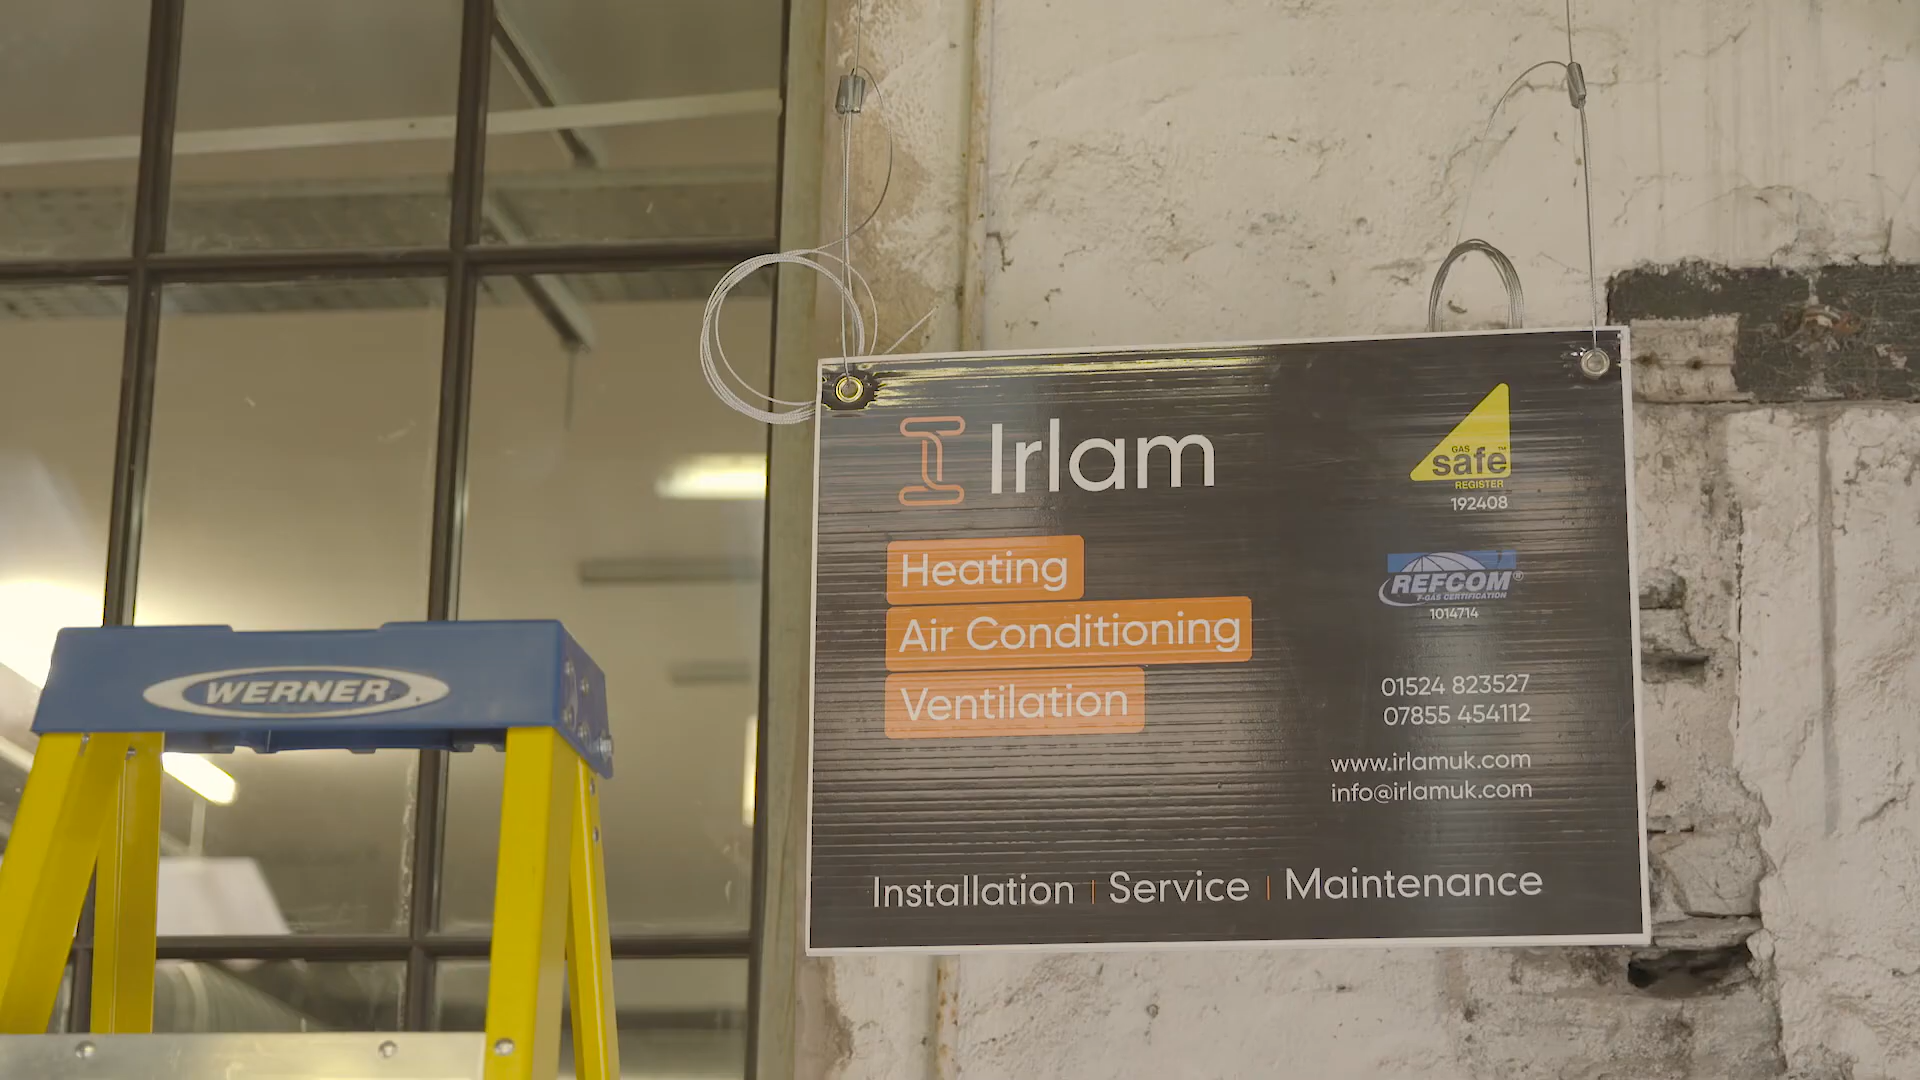 WERNER
Irlam
Heating
Air Conditioning
Ventilation
GAS
safe™
REGISTER
192408
REFCOM®
F-GAS CERTIFICATION
1014714
01524 823527
07855 454112
www.irlamuk.com
info@irlamuk.com
Installation | Service | Maintenance